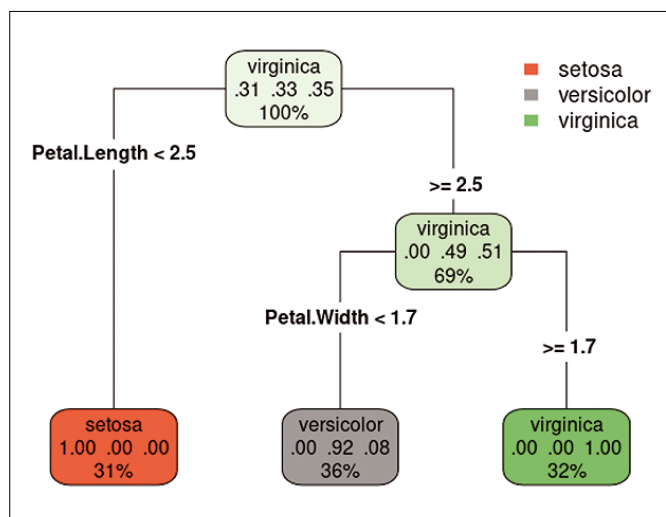 virginica
.31 .33 .35
100%
setosa
versicolor
virginica
Petal.Length < 2.5
>= 2.5
virginica
.00 .49 .51
69%
Petal.Width < 1.7
>= 1.7
setosa
1.00 .00 .00
31%
versicolor
.00 .92 .08
36%
virginica
.00 .00 1.00
32%